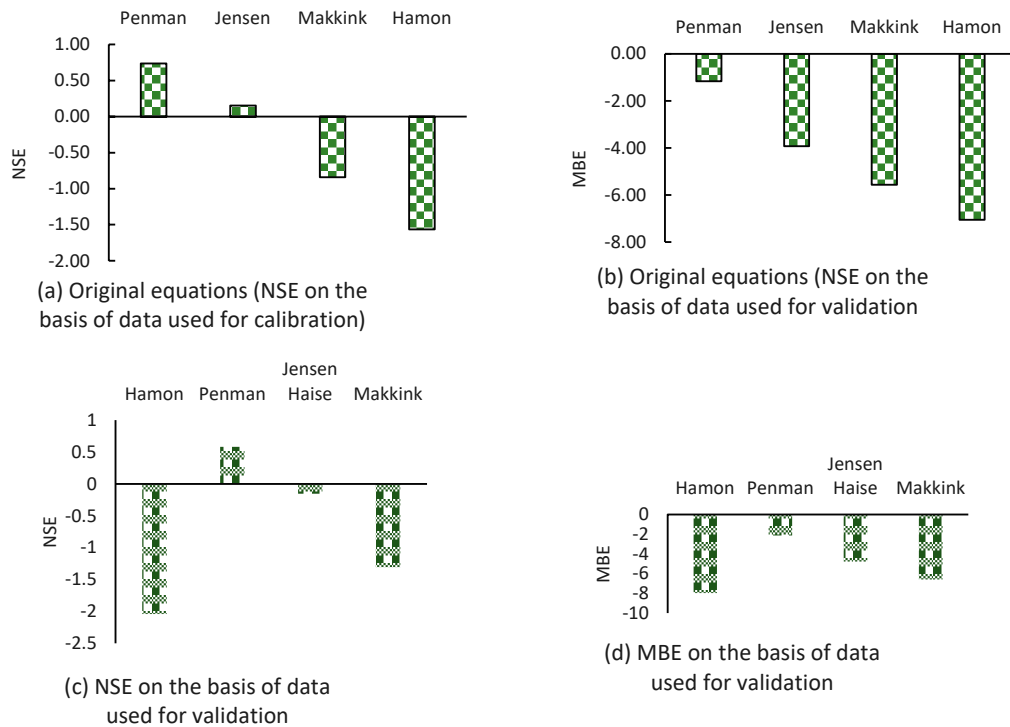 Penman Jensen Makkink Hamon
1.00
0.50
0.00
-0.50
-1.00
-1.50
-2.00
NSE
(a) Original equations (NSE on the
basis of data used for calibration)
Penman Jensen Makkink Hamon
0.00
-2.00
-4.00
-6.00
-8.00
MBE
(b) Original equations (NSE on the
basis of data used for validation
Jensen
Hamon Penman Haise Makkink
1
0.5
0
-0.5
-1
-1.5
-2
-2.5
NSE
(c) NSE on the basis of data
used for validation
Jensen
Hamon Penman Haise Makkink
0
-2
-4
-6
-8
-10
MBE
(d) MBE on the basis of data
used for validation